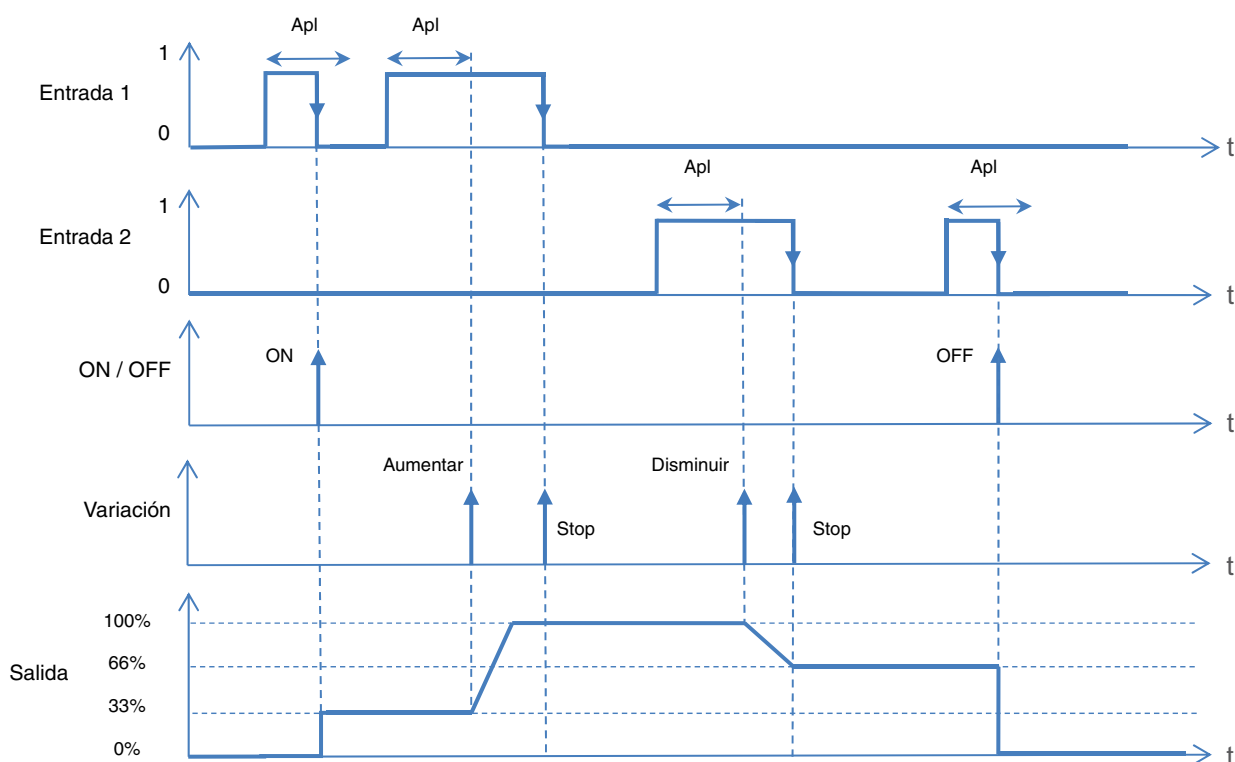 Apl
Apl
1
Entrada 1
0
t
Apl
Apl
1
Entrada 2
0
t
ON
OFF
ON / OFF
t
Aumentar
Disminuir
Variación
Stop
Stop
t
100%
66%
Salida
33%
0%
t